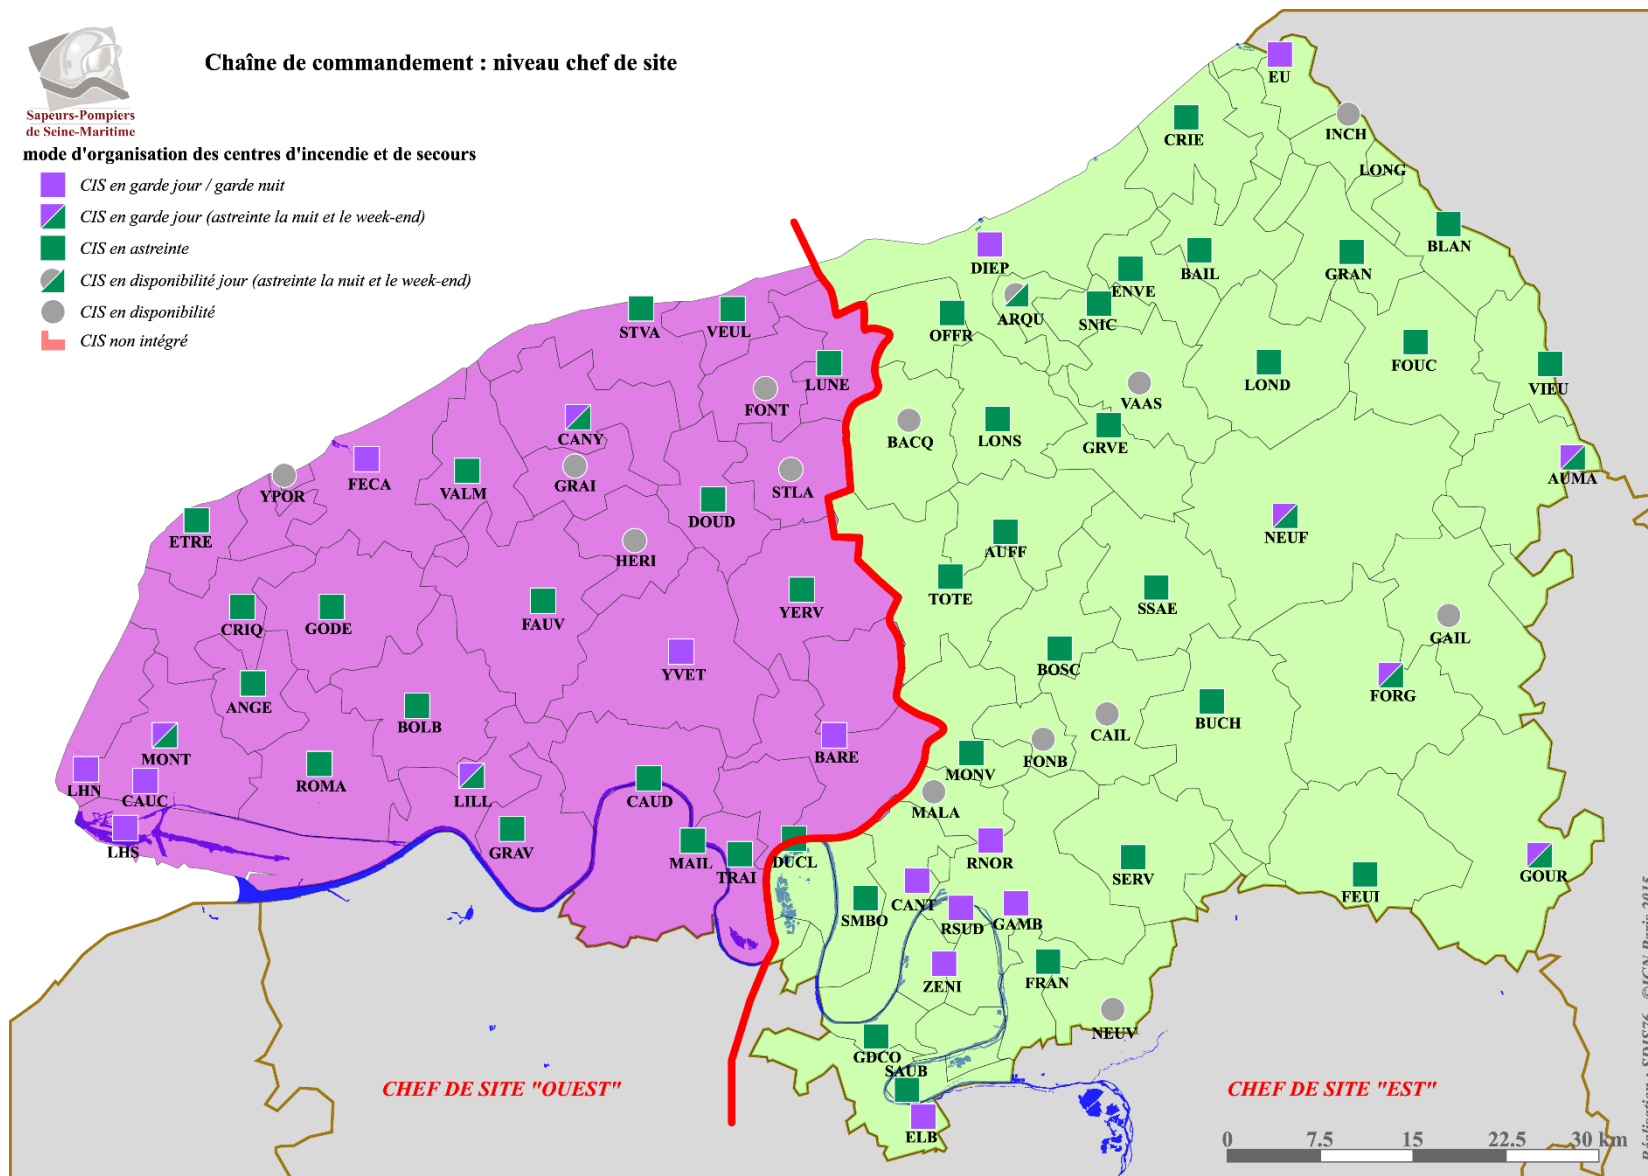 Chaîne de commandement : niveau chef de site
Sapeurs-Pompiers
de Seine-Maritime
mode d'organisation des centres d'incendie et de secours
CIS en garde jour / garde nuit
CIS en garde jour (astreinte la nuit et le week-end)
CIS en astreinte
CIS en disponibilité jour (astreinte la nuit et le week-end)
CIS en disponibilité
CIS non intégré
EU
INCH
CRIE
LONG
BLAN
DIEP
BAIL
GRAN
ENVE
ARQU
SNIC
OFFR
STVA
VEUL
LUNE
FOUC
LOND
VIEU
FONT
VAAS
CANY
BACQ
LONS
GRVE
YPOR
FECA
VALM
GRAI
STLA
AUMA
DOUD
ETRE
NEUF
HERI
AUFF
TOTE
SSAE
CRIQ
GODE
FAUV
YERV
GAIL
YVET
BOSC
FORG
ANGE
BOLB
BUCH
CAIL
MONT
BARE
FONB
MONV
LHN
CAUC
ROMA
LILL
CAUD
MALA
LHS
GRAV
MAIL
TRAI
DUCL
RNOR
SERV
GOUR
FEUI
CANT
SMBO
RSUD
GAMB
ZENI
FRAN
NEUV
GDCO
SAUB
ELB
CHEF DE SITE "OUEST"
CHEF DE SITE "EST"
0 7.5 15 22.5 30 km
Réalisation : SDIS76 - ©IGN Paris 2015